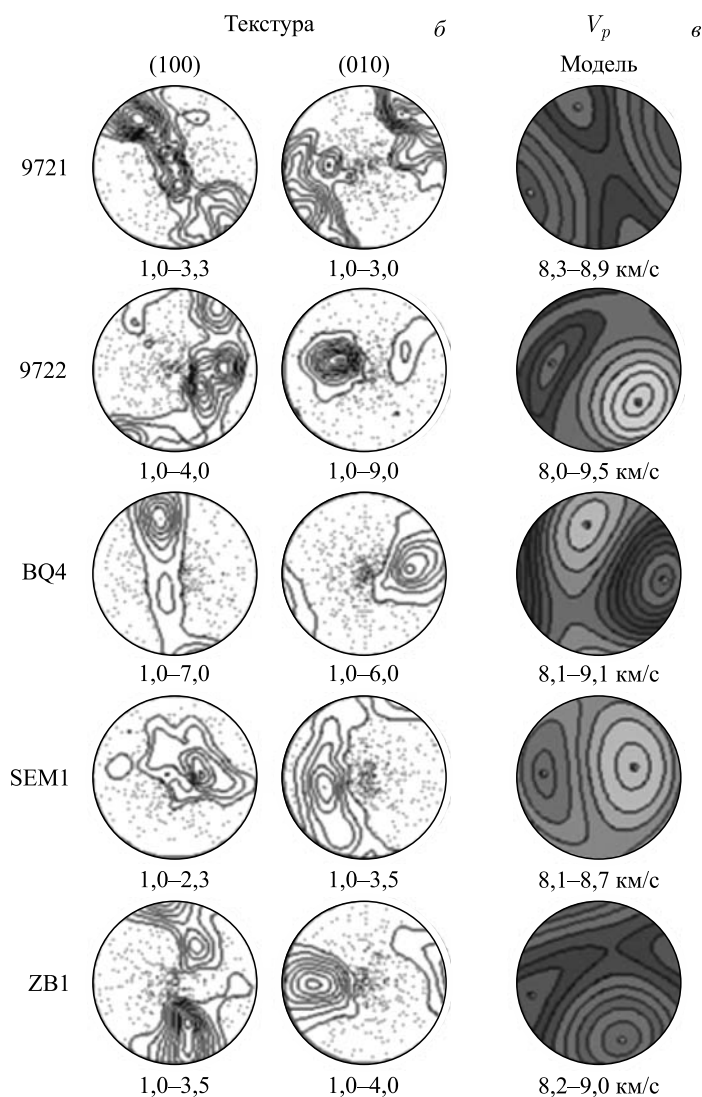 Текстура б V_p в
(100) (010) Модель
9721
1,0–3,3 1,0–3,0 8,3–8,9 км/с
9722
1,0–4,0 1,0–9,0 8,0–9,5 км/с
BQ4
1,0–7,0 1,0–6,0 8,1–9,1 км/с
SEM1
1,0–2,3 1,0–3,5 8,1–8,7 км/с
ZB1
1,0–3,5 1,0–4,0 8,2–9,0 км/с